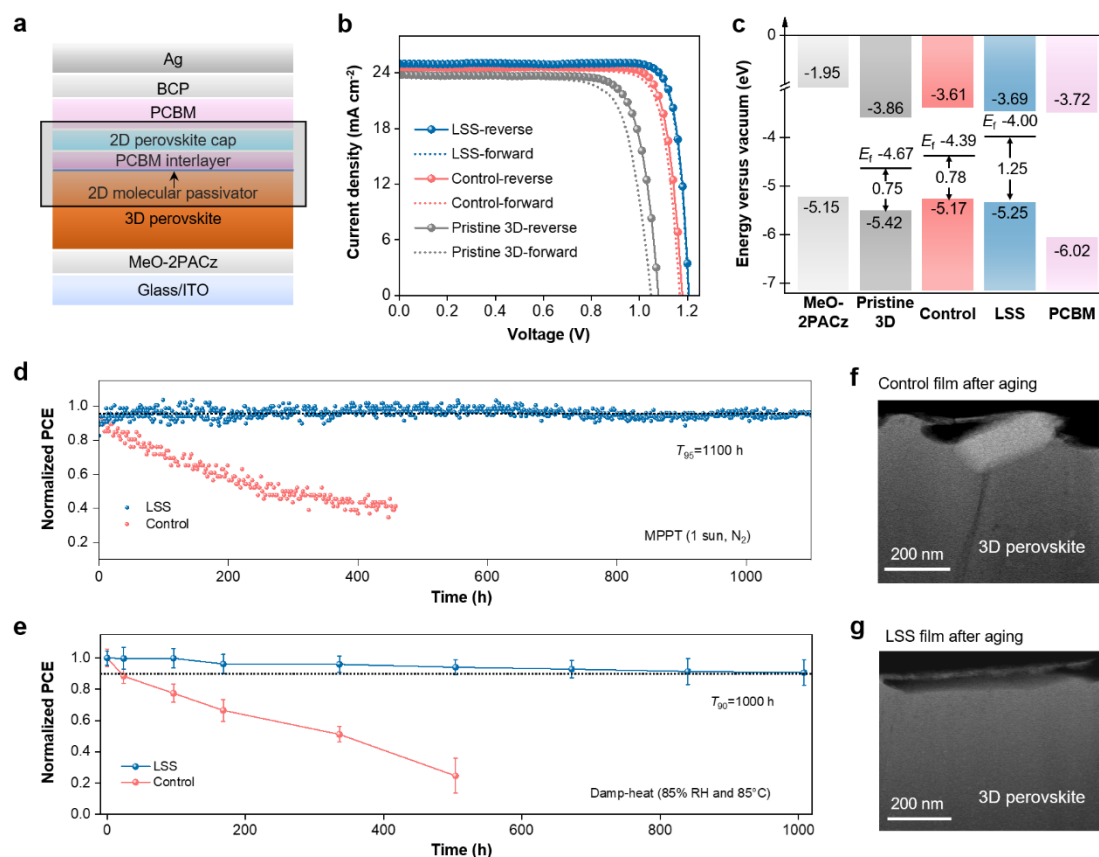 a
Ag
BCP
PCBM
2D perovskite cap
PCBM interlayer
2D molecular passivator
3D perovskite
MeO-2PACz
Glass/ITO
b
Current density (mA cm⁻²)
24
18
12
6
0
LSS-reverse
LSS-forward
Control-reverse
Control-forward
Pristine 3D-reverse
Pristine 3D-forward
0.0 0.2 0.4 0.6 0.8 1.0 1.2
Voltage (V)
c
Energy versus vacuum (eV)
0
-4
-5
-6
-7
-1.95
-5.15
-3.86
Ef -4.67
0.75
-5.42
-3.61
Ef -4.39
0.78
-5.17
-3.69
Ef -4.00
1.25
-5.25
-3.72
-6.02
MeO-
2PACz
Pristine
3D
Control
LSS
PCBM
d
Normalized PCE
1.0
0.8
0.6
0.4
0.2
T95=1100 h
LSS
Control
MPPT (1 sun, N2)
0 200 400 600 800 1000
Time (h)
e
Normalized PCE
1.0
0.8
0.6
0.4
0.2
0.0
T90=1000 h
LSS
Control
Damp-heat (85% RH and 85°C)
0 200 400 600 800 1000
Time (h)
f
Control film after aging
200 nm
3D perovskite
g
LSS film after aging
200 nm
3D perovskite